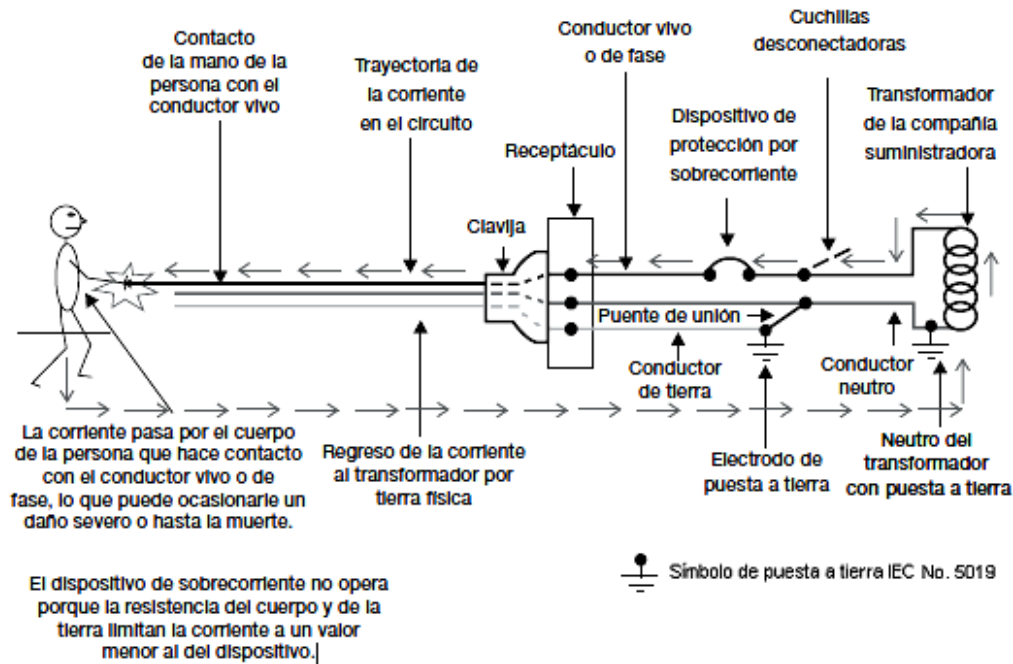 Contacto
de la mano de la
persona con el
conductor vivo
Trayectoria de
la corriente
en el circuito
Conductor vivo
o de fase
Cuchillas
desconectadoras
Receptáculo
Dispositivo de
protección por
sobrecorriente
Transformador
de la compañía
suministradora
Clavija
Puente de unión
Conductor
de tierra
Conductor
neutro
La corriente pasa por el cuerpo
de la persona que hace contacto
con el conductor vivo o de
fase, lo que puede ocasionarle un
daño severo o hasta la muerte.
Regreso de la corriente
al transformador por
tierra física
Electrodo de
puesta a tierra
Neutro del
transformador
con puesta a tierra
El dispositivo de sobrecorriente no opera
porque la resistencia del cuerpo y de la
tierra limitan la corriente a un valor
menor al del dispositivo.
Símbolo de puesta a tierra IEC No. 5019